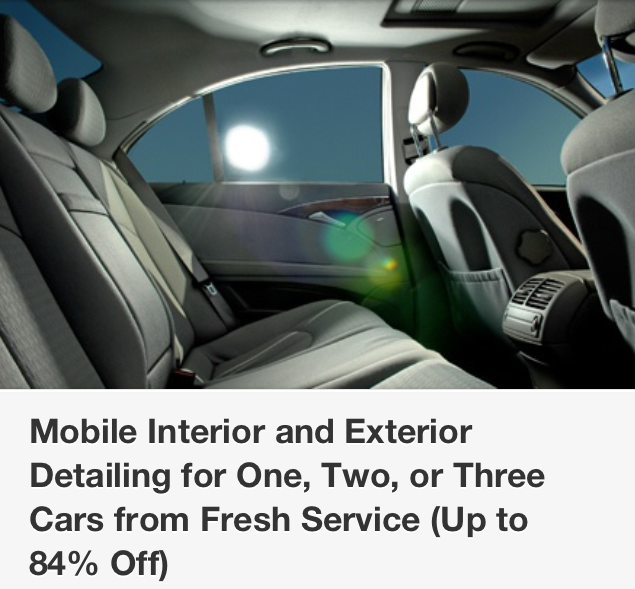 Mobile Interior and Exterior
Detailing for One, Two, or Three
Cars from Fresh Service (Up to
84% Off)